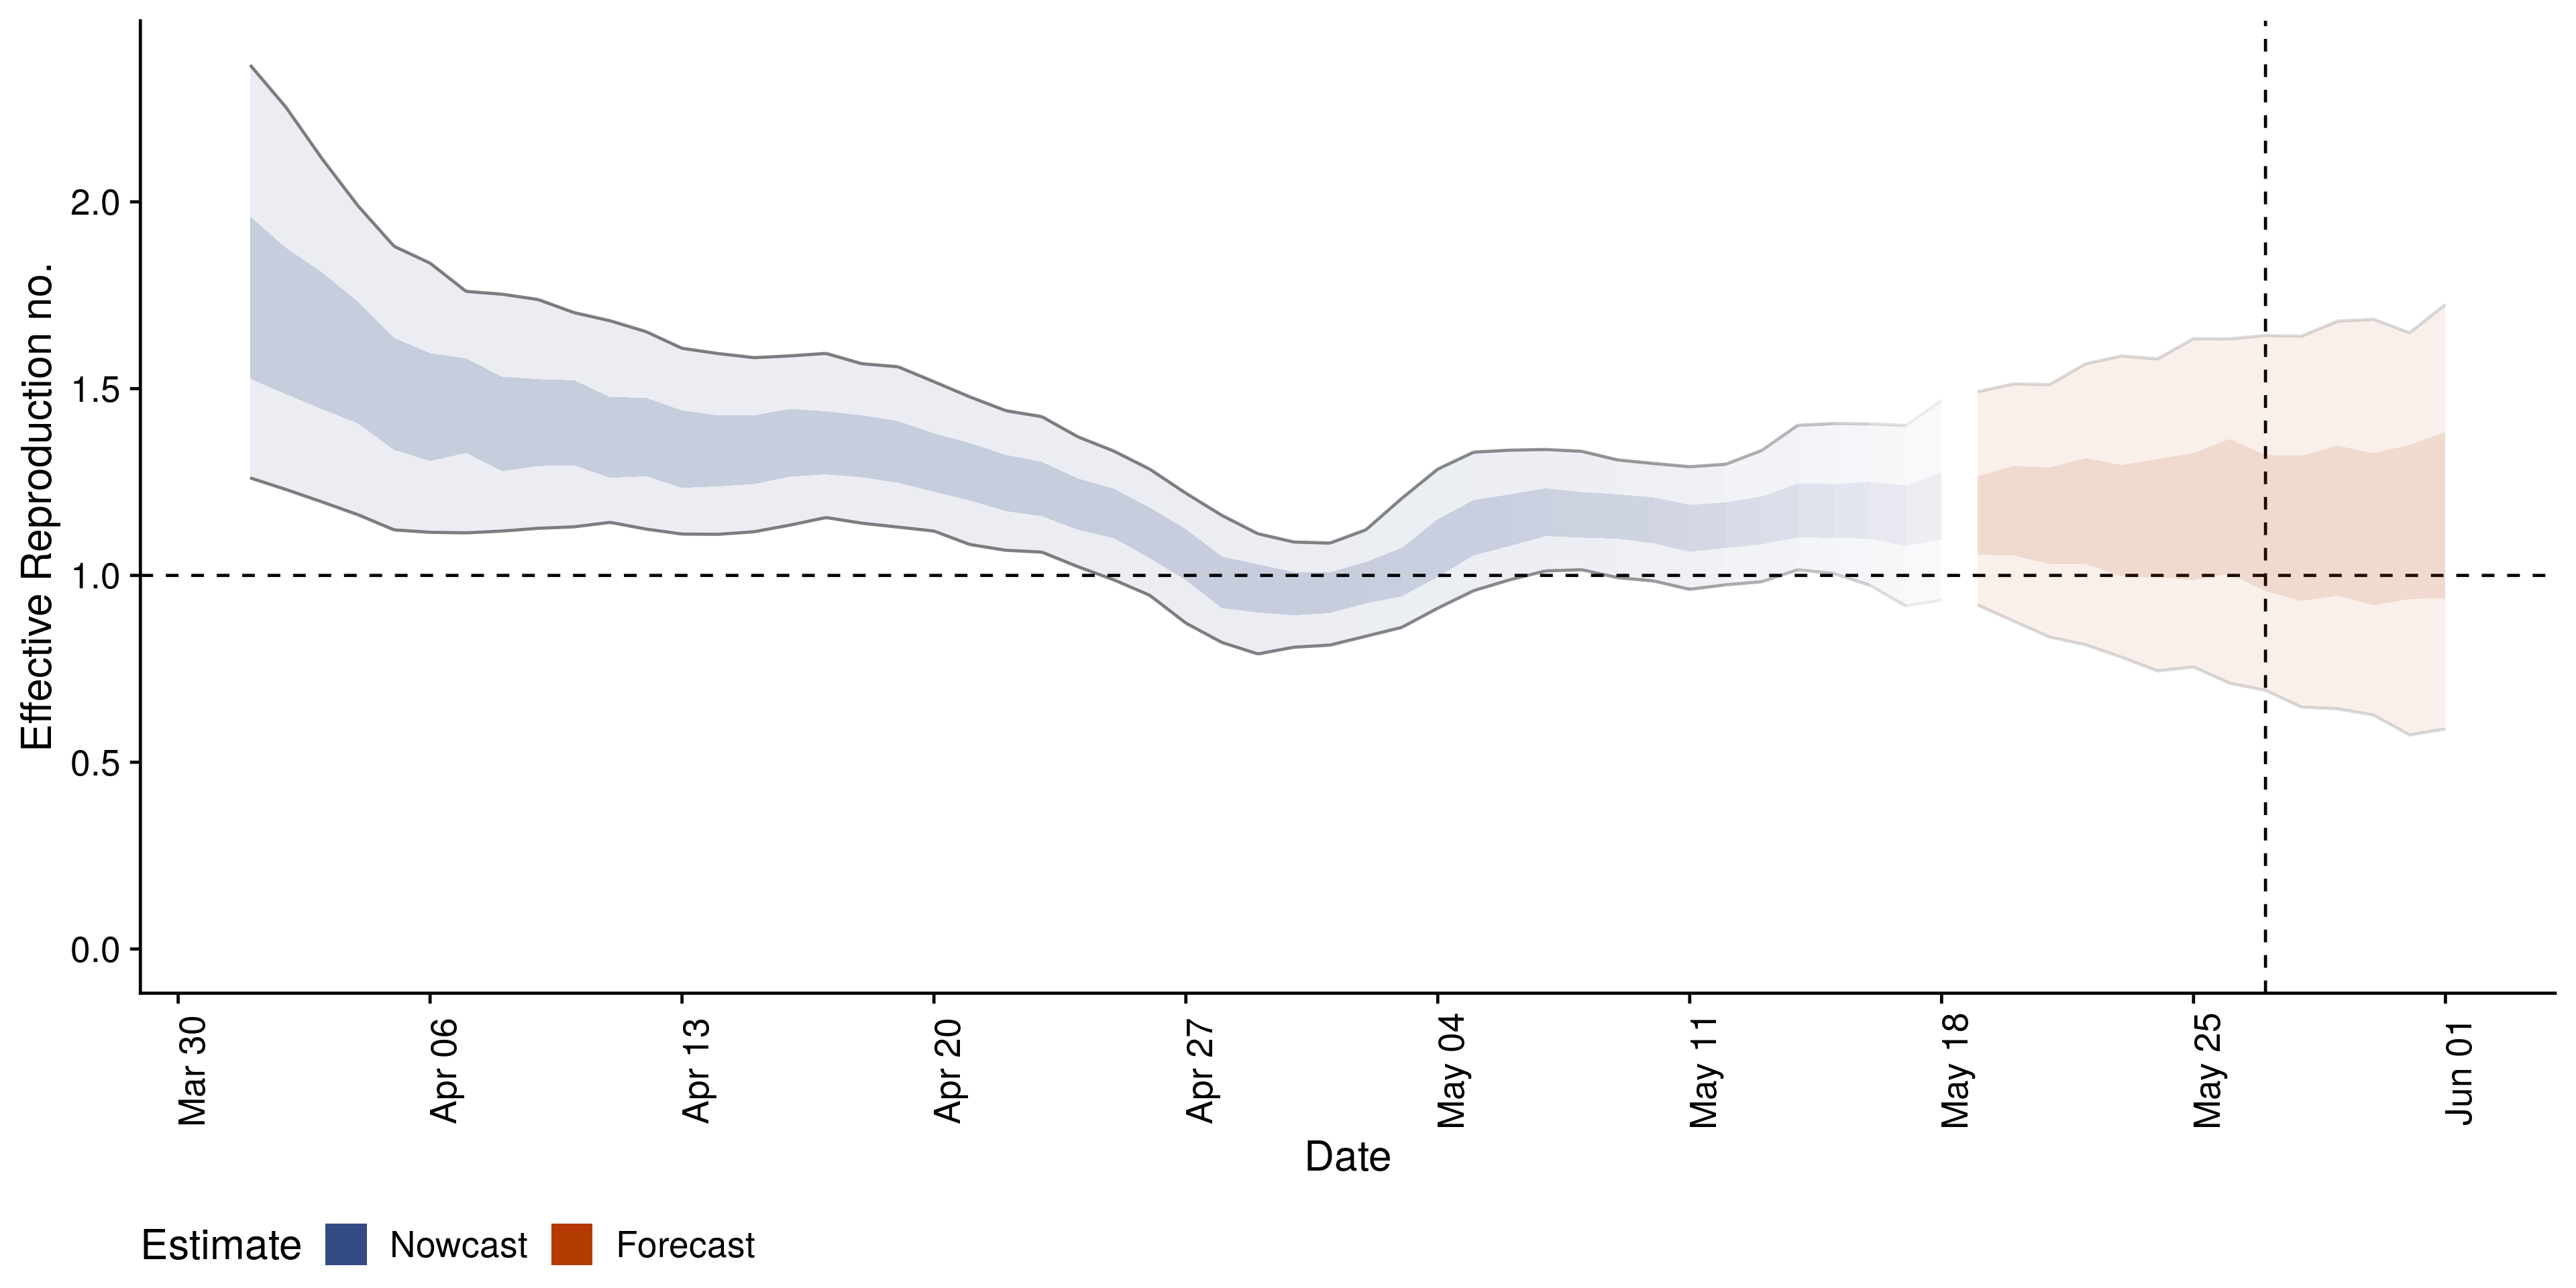 Effective Reproduction no.
2.0
1.5
1.0
0.5
0.0
Mar 30
Apr 06
Apr 13
Apr 20
Apr 27
May 04
May 11
May 18
May 25
Jun 01
Date
Estimate Nowcast Forecast